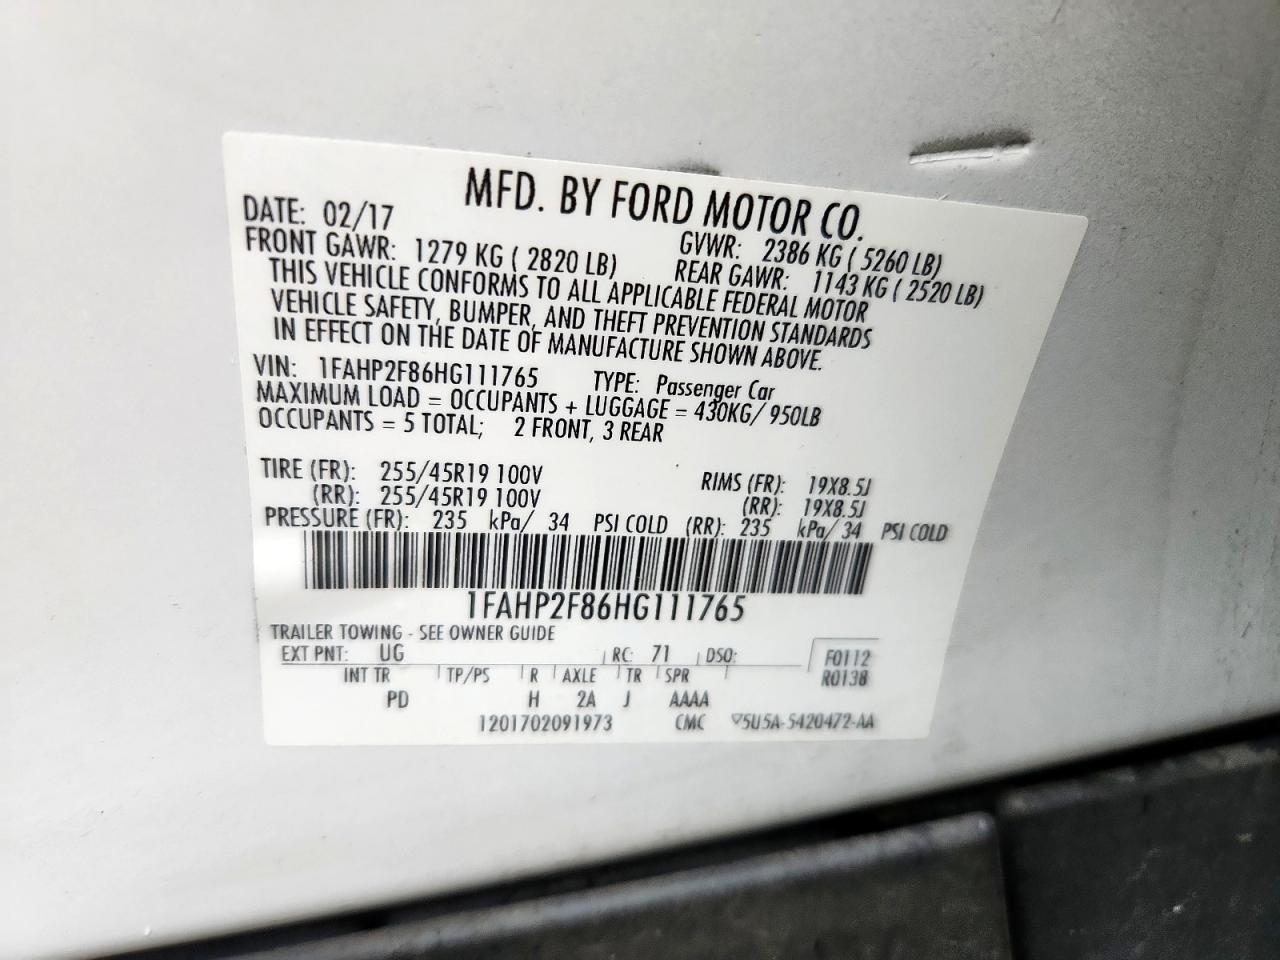 MFD. BY FORD MOTOR CO.
DATE: 02/17 GVWR: 2386 KG ( 5260 LB)
FRONT GAWR: 1279 KG ( 2820 LB) REAR GAWR: 1143 KG ( 2520 LB)
THIS VEHICLE CONFORMS TO ALL APPLICABLE FEDERAL MOTOR
VEHICLE SAFETY, BUMPER, AND THEFT PREVENTION STANDARDS
IN EFFECT ON THE DATE OF MANUFACTURE SHOWN ABOVE.
VIN: 1FAHP2F86HG111765 TYPE: Passenger Car
MAXIMUM LOAD = OCCUPANTS + LUGGAGE = 430KG/ 950LB
OCCUPANTS = 5 TOTAL; 2 FRONT, 3 REAR
TIRE (FR): 255/45R19 100V RIMS (FR): 19X8.5J
(RR): 255/45R19 100V (RR): 19X8.5J
PRESSURE (FR): 235 kPa/ 34 PSI COLD (RR): 235 kPa/ 34 PSI COLD
1FAHP2F86HG111765
TRAILER TOWING - SEE OWNER GUIDE
EXT PNT: UG RC: 71 DSO: F0112
R0138
INT TR TP/PS R AXLE TR SPR
PD H 2A J AAAA
1201702091973 CMC 5U5A-5420472-AA